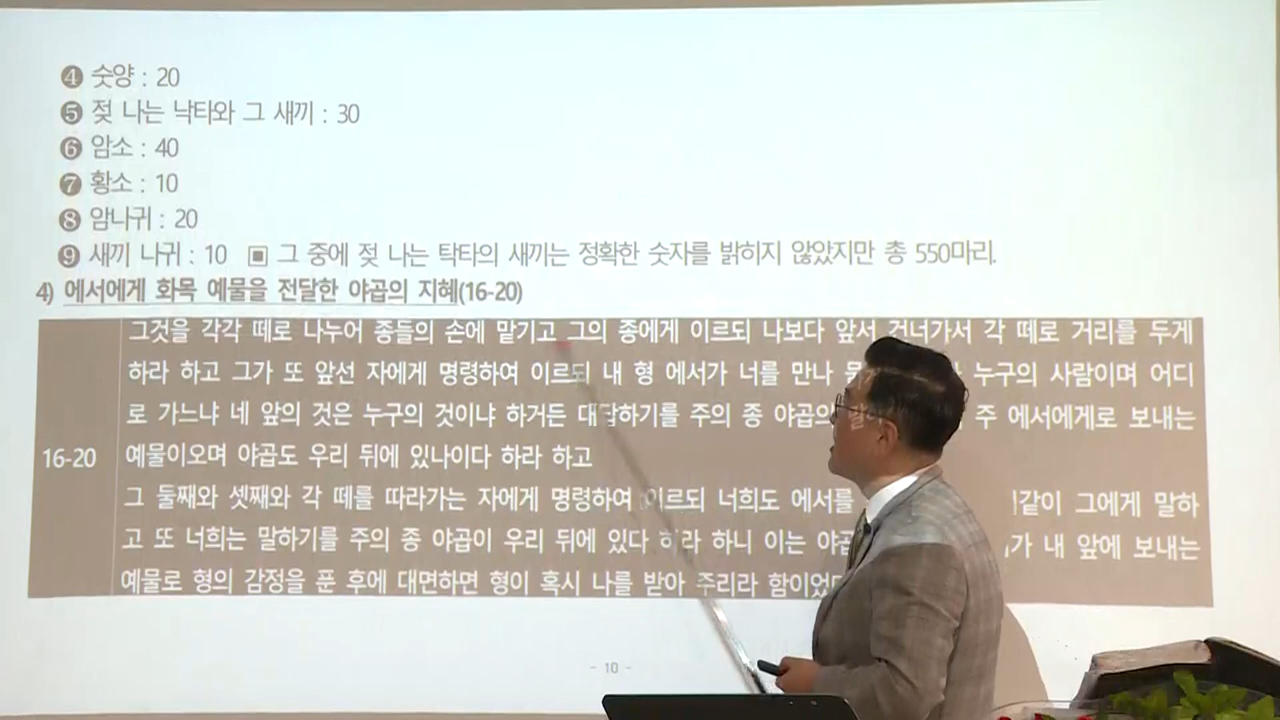 ❹ 숫양 : 20
❺ 젖 나는 낙타와 그 새끼 : 30
❻ 암소 : 40
❼ 황소 : 10
❽ 암나귀 : 20
❾ 새끼 나귀 : 10 ▣ 그 중에 젖 나는 탁타의 새끼는 정확한 숫자를 밝히지 않았지만 총 550마리.
4) 에서에게 화목 예물을 전달한 야곱의 지혜(16-20)
그것을 각각 떼로 나누어 종들의 손에 맡기고 그의 종에게 이르되 나보다 앞서 건너가서 각 떼로 거리를 두게
하라 하고 그가 또 앞선 자에게 명령하여 이르되 내 형 에서가 너를 만나 누구의 사람이며 어디
로 가느냐 네 앞의 것은 누구의 것이냐 하거든 대답하기를 주의 종 야곱의 주 에서에게로 보내는
16-20 예물이오며 야곱도 우리 뒤에 있나이다 하라 하고
그 둘째와 셋째와 각 떼를 따라가는 자에게 명령하여 이르되 너희도 에서를 같이 그에게 말하
고 또 너희는 말하기를 주의 종 야곱이 우리 뒤에 있다 하라 하니 이는 야곱 가 내 앞에 보내는
예물로 형의 감정을 푼 후에 대면하면 형이 혹시 나를 받아 주리라 함이었
- 10 -